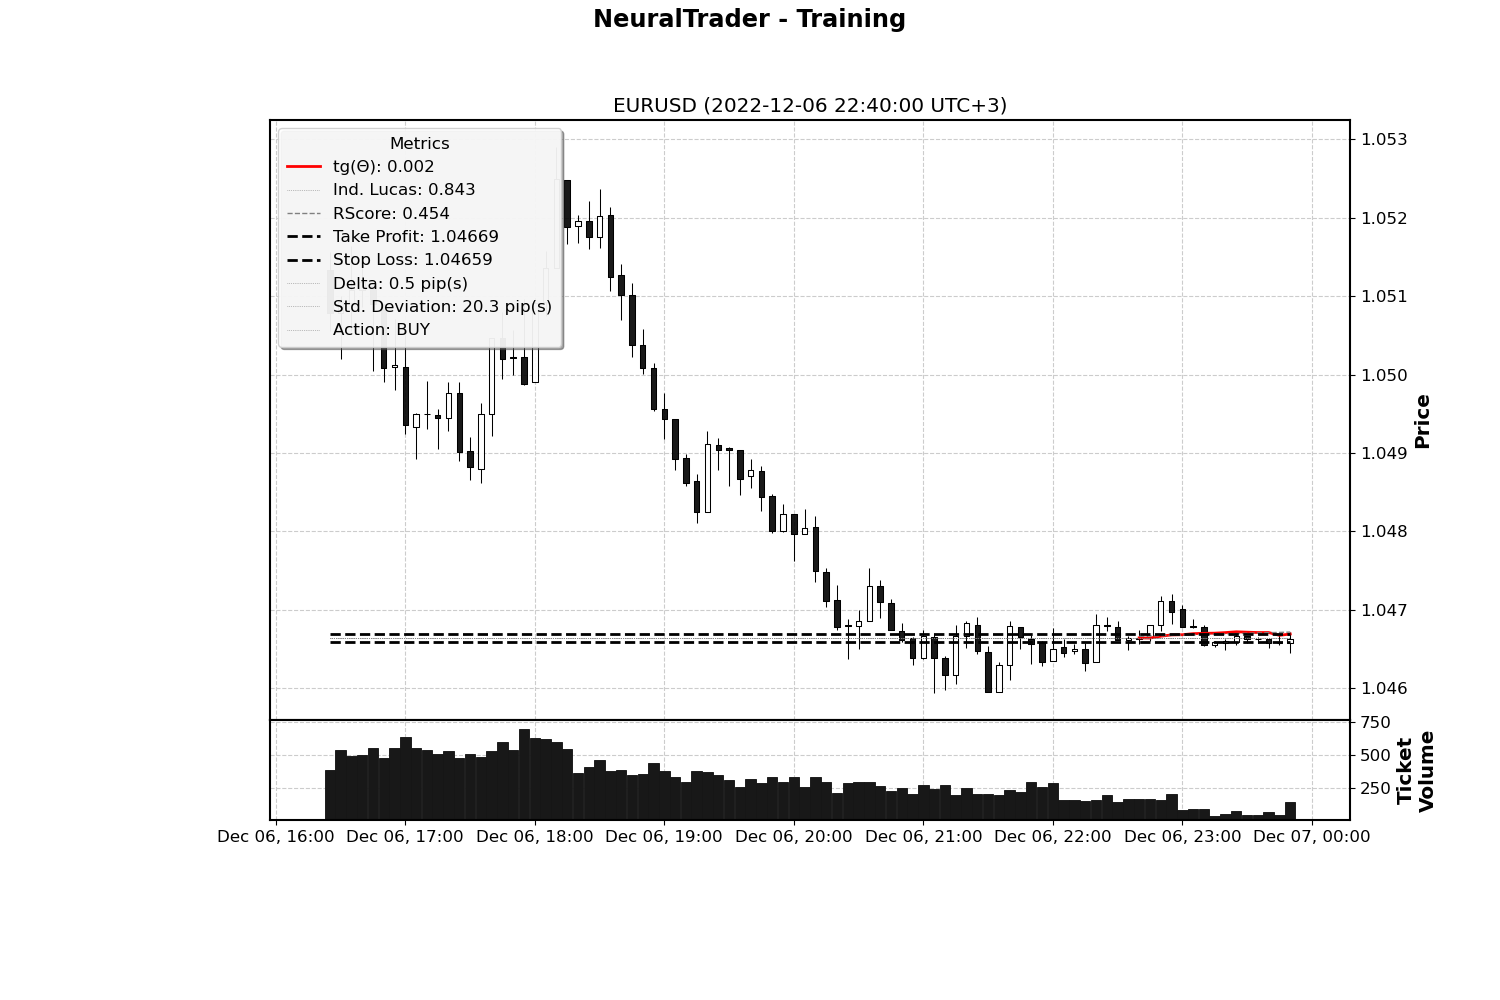 NeuralTrader - Training
EURUSD (2022-12-06 22:40:00 UTC+3)
Metrics
tg(Θ): 0.002
Ind. Lucas: 0.843
RScore: 0.454
Take Profit: 1.04669
Stop Loss: 1.04659
Delta: 0.5 pip(s)
Std. Deviation: 20.3 pip(s)
Action: BUY
1.053
1.052
1.051
1.050
1.049
1.048
1.047
1.046
Price
750
500
250
Ticket
Volume
Dec 06, 16:00
Dec 06, 17:00
Dec 06, 18:00
Dec 06, 19:00
Dec 06, 20:00
Dec 06, 21:00
Dec 06, 22:00
Dec 06, 23:00
Dec 07, 00:00